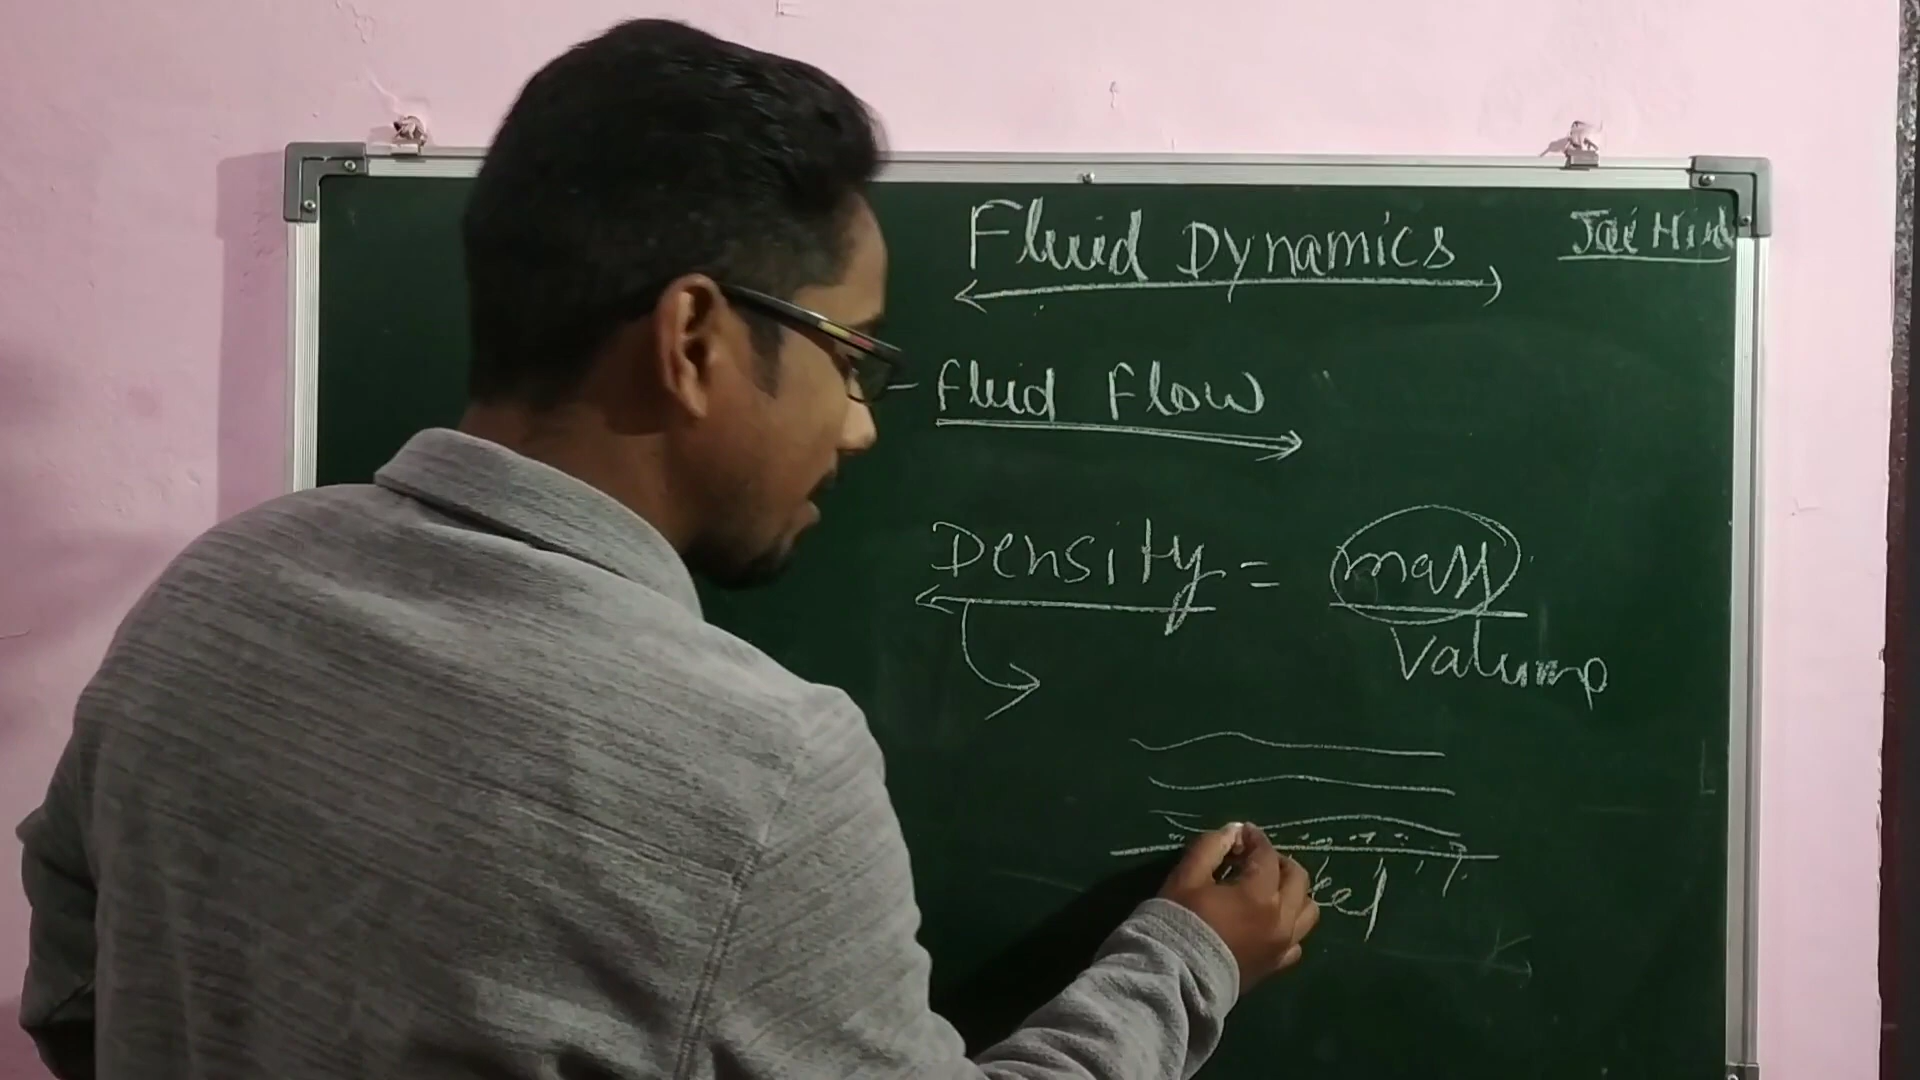 Fluid Dynamics
Jai Hind
- Fluid Flow
Density = mass
Valump